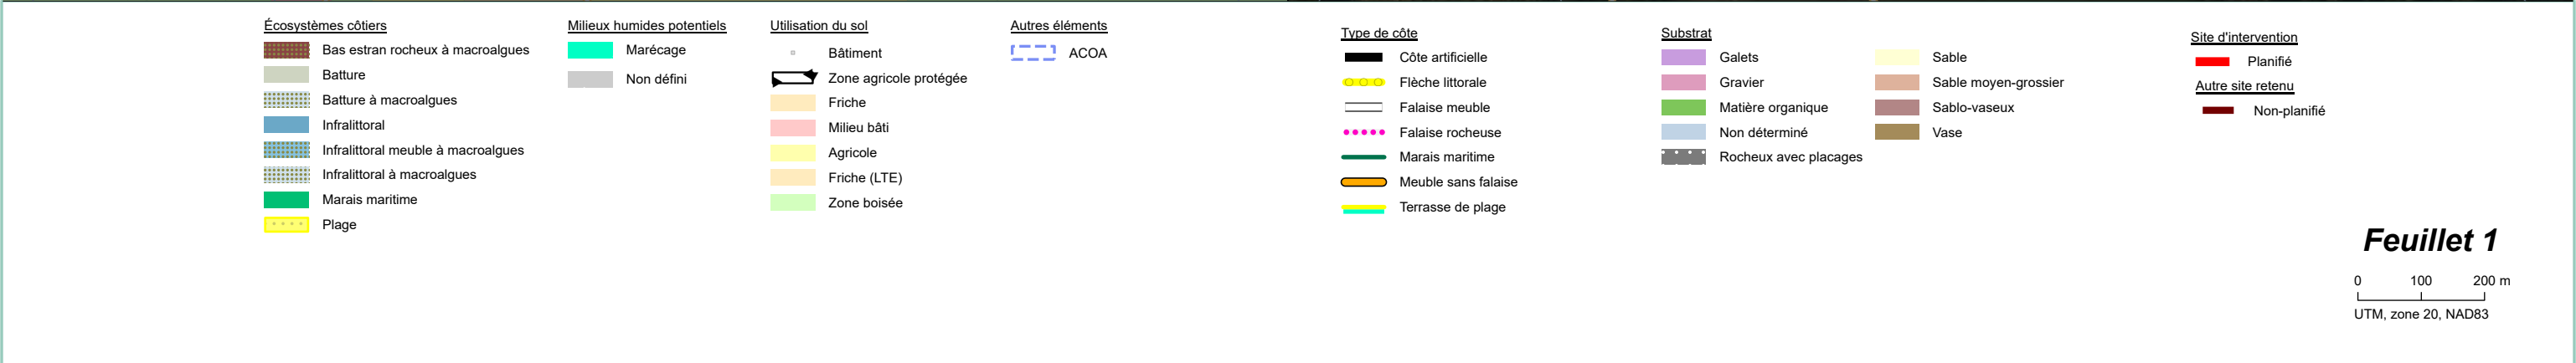 Écosystèmes côtiers
Bas estran rocheux à macroalgues
Batture
Batture à macroalgues
Infralittoral
Infralittoral meuble à macroalgues
Infralittoral à macroalgues
Marais maritime
Plage
Milieux humides potentiels
Marécage
Non défini
Utilisation du sol
Bâtiment
Zone agricole protégée
Friche
Milieu bâti
Agricole
Friche (LTE)
Zone boisée
Autres éléments
ACOA
Type de côte
Côte artificielle
Flèche littorale
Falaise meuble
Falaise rocheuse
Marais maritime
Meuble sans falaise
Terrasse de plage
Substrat
Galets
Gravier
Matière organique
Non déterminé
Rocheux avec placages
Sable
Sable moyen-grossier
Sablo-vaseux
Vase
Site d'intervention
Planifié
Autre site retenu
Non-planifié
Feuillet 1
0 100 200 m
UTM, zone 20, NAD83